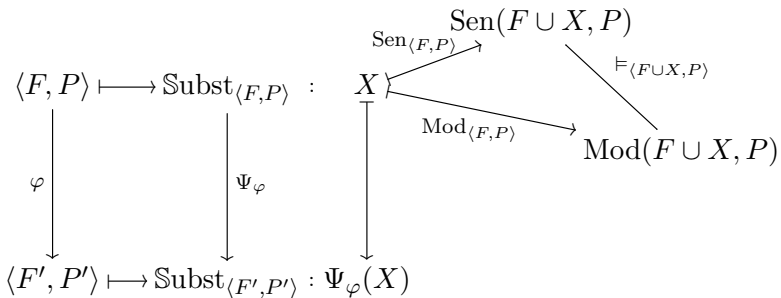 Sen(F ∪ X, P)
Sen⟨F,P⟩
⊨⟨F∪X,P⟩
⟨F, P⟩ ⟼ 𝕊ubst⟨F,P⟩ : X
Mod⟨F,P⟩
Mod(F ∪ X, P)
φ Ψφ
⟨F′, P′⟩ ⟼ 𝕊ubst⟨F′,P′⟩ : Ψφ(X)